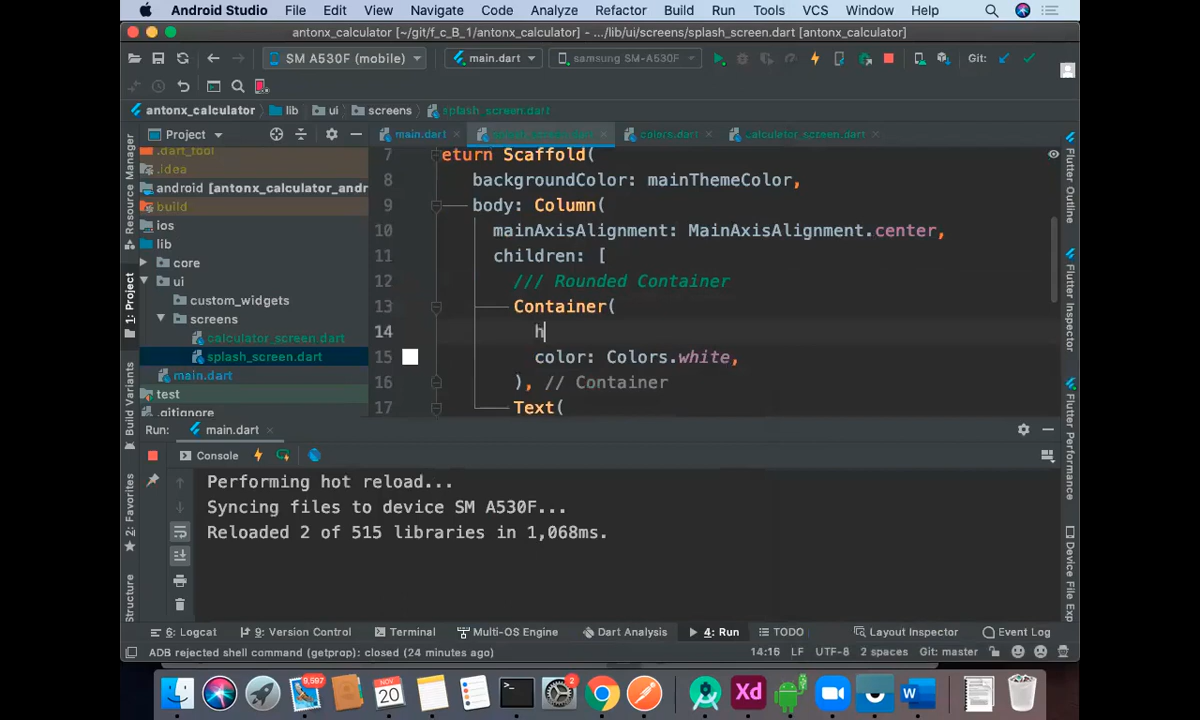 Android Studio File Edit View Navigate Code Analyze Refactor Build Run Tools VCS Window Help
antonx_calculator [~/git/f_c_B_1/antonx_calculator] – .../lib/ui/screens/splash_screen.dart [antonx_calculator]
SM A530F (mobile) main.dart samsung SM-A530F Git:
antonx_calculator lib ui screens splash_screen.dart
Project main.dart splash_screen.dart colors.dart calculator_screen.dart
.dart_tool
.idea
android [antonx_calculator_andr
build
ios
lib
core
ui
custom_widgets
screens
calculator_screen.dart
splash_screen.dart
main.dart
test
.gitignore
7 eturn Scaffold(
8 backgroundColor: mainThemeColor,
9 body: Column(
10 mainAxisAlignment: MainAxisAlignment.center,
11 children: [
12 /// Rounded Container
13 Container(
14 h
15 color: Colors.white,
16 ), // Container
17 Text(
Resource Manager
1: Project
Build Variants
2: Favorites
Structure
Flutter Outline
Flutter Inspector
Flutter Performance
Device File Exp
Run: main.dart
Console
Performing hot reload...
Syncing files to device SM A530F...
Reloaded 2 of 515 libraries in 1,068ms.
6: Logcat 9: Version Control Terminal Multi-OS Engine Dart Analysis 4: Run TODO Layout Inspector Event Log
ADB rejected shell command (getprop): closed (24 minutes ago) 14:16 LF UTF-8 2 spaces Git: master
9,597
NOV
20
2
Xd
W